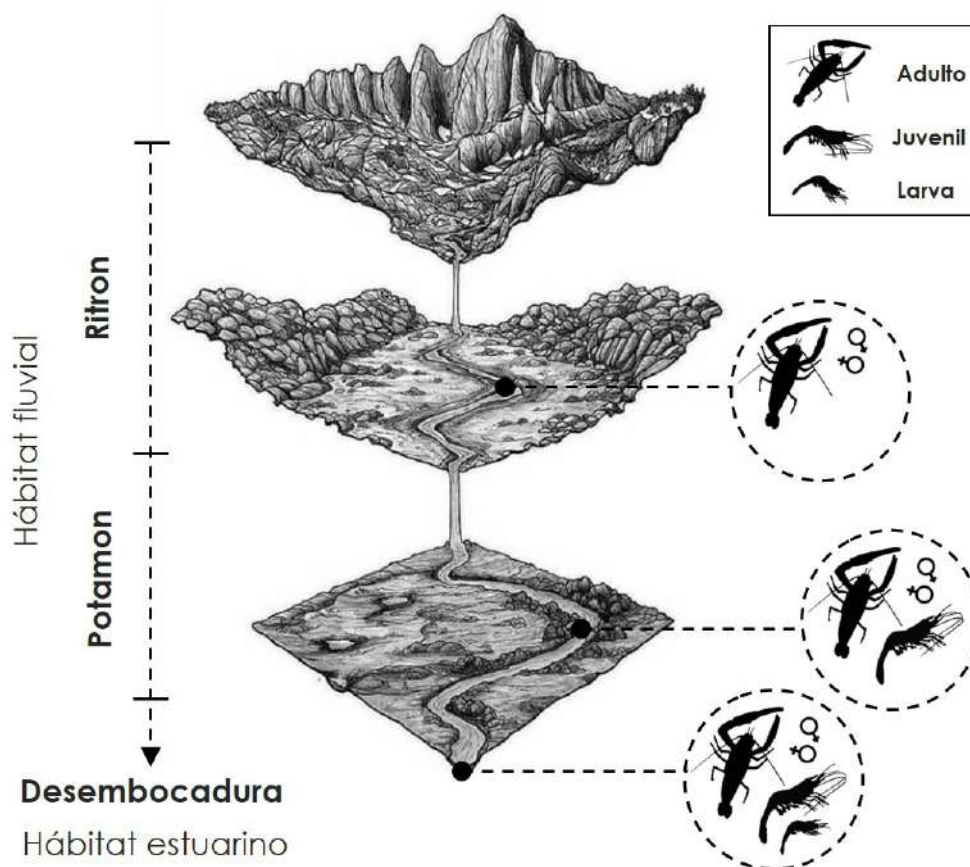 Adulto
Juvenil
Larva
Hábitat fluvial
Ritron
Potamon
Desembocadura
Hábitat estuarino